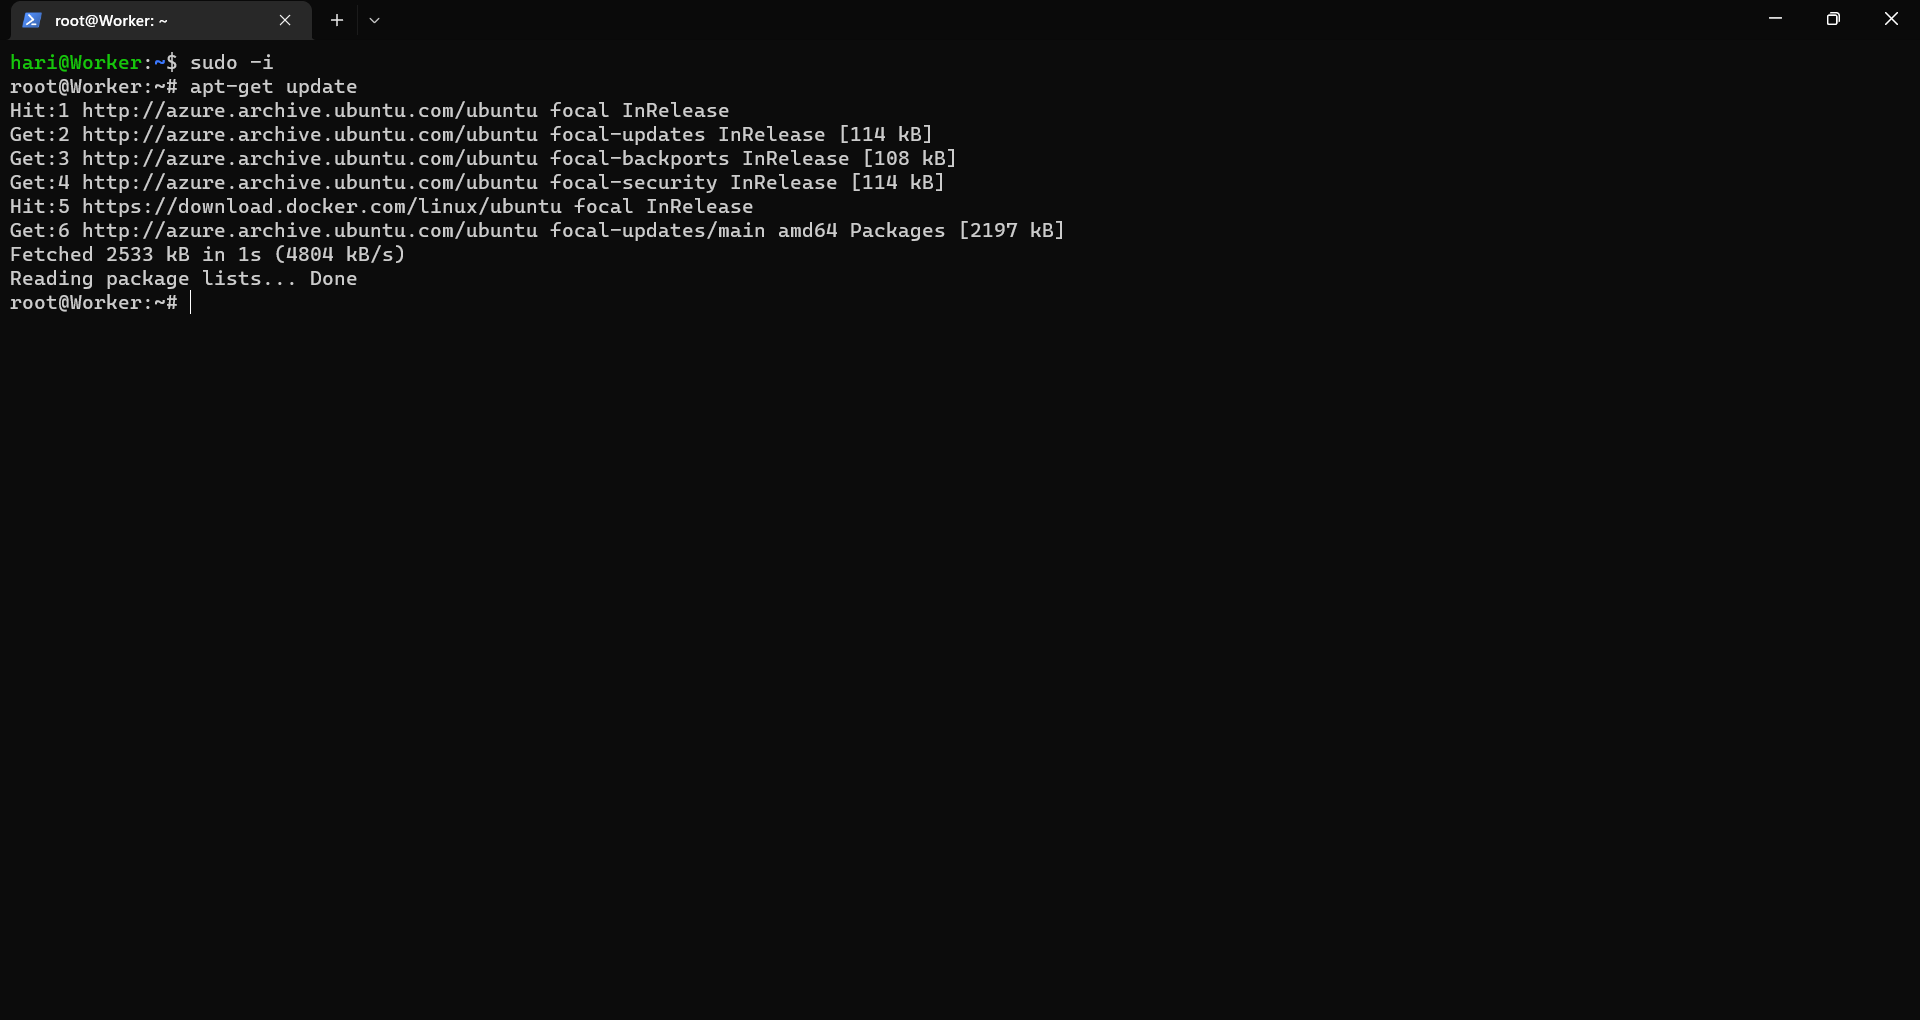 root@Worker: ~
hari@Worker:~$ sudo -i
root@Worker:~# apt-get update
Hit:1 http://azure.archive.ubuntu.com/ubuntu focal InRelease
Get:2 http://azure.archive.ubuntu.com/ubuntu focal-updates InRelease [114 kB]
Get:3 http://azure.archive.ubuntu.com/ubuntu focal-backports InRelease [108 kB]
Get:4 http://azure.archive.ubuntu.com/ubuntu focal-security InRelease [114 kB]
Hit:5 https://download.docker.com/linux/ubuntu focal InRelease
Get:6 http://azure.archive.ubuntu.com/ubuntu focal-updates/main amd64 Packages [2197 kB]
Fetched 2533 kB in 1s (4804 kB/s)
Reading package lists... Done
root@Worker:~#